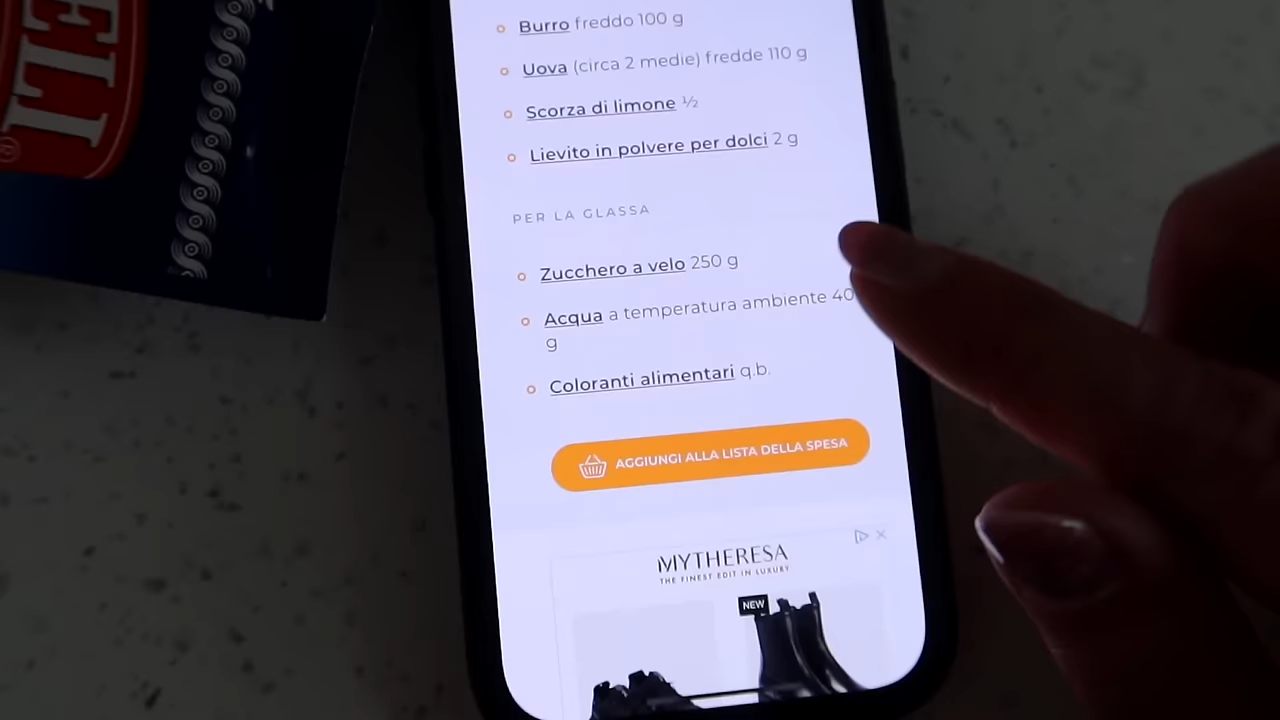 ELI
®
Burro freddo 100 g
Uova (circa 2 medie) fredde 110 g
Scorza di limone ½
Lievito in polvere per dolci 2 g
PER LA GLASSA
Zucchero a velo 250 g
Acqua a temperatura ambiente 40
g
Coloranti alimentari q.b.
AGGIUNGI ALLA LISTA DELLA SPESA
MYTHERESA
THE FINEST EDIT IN LUXURY
NEW